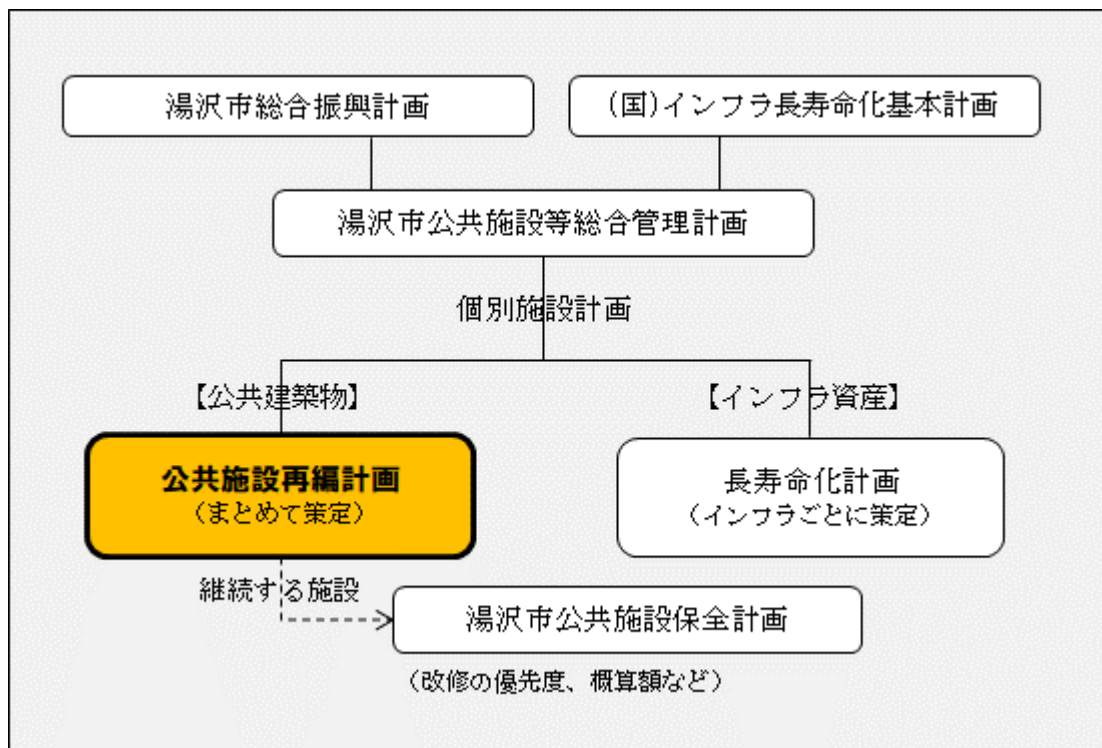 湯沢市総合振興計画
(国)インフラ長寿命化基本計画
湯沢市公共施設等総合管理計画
個別施設計画
【公共建築物】
【インフラ資産】
公共施設再編計画
（まとめて策定）
長寿命化計画
（インフラごとに策定）
継続する施設
湯沢市公共施設保全計画
（改修の優先度、概算額など）